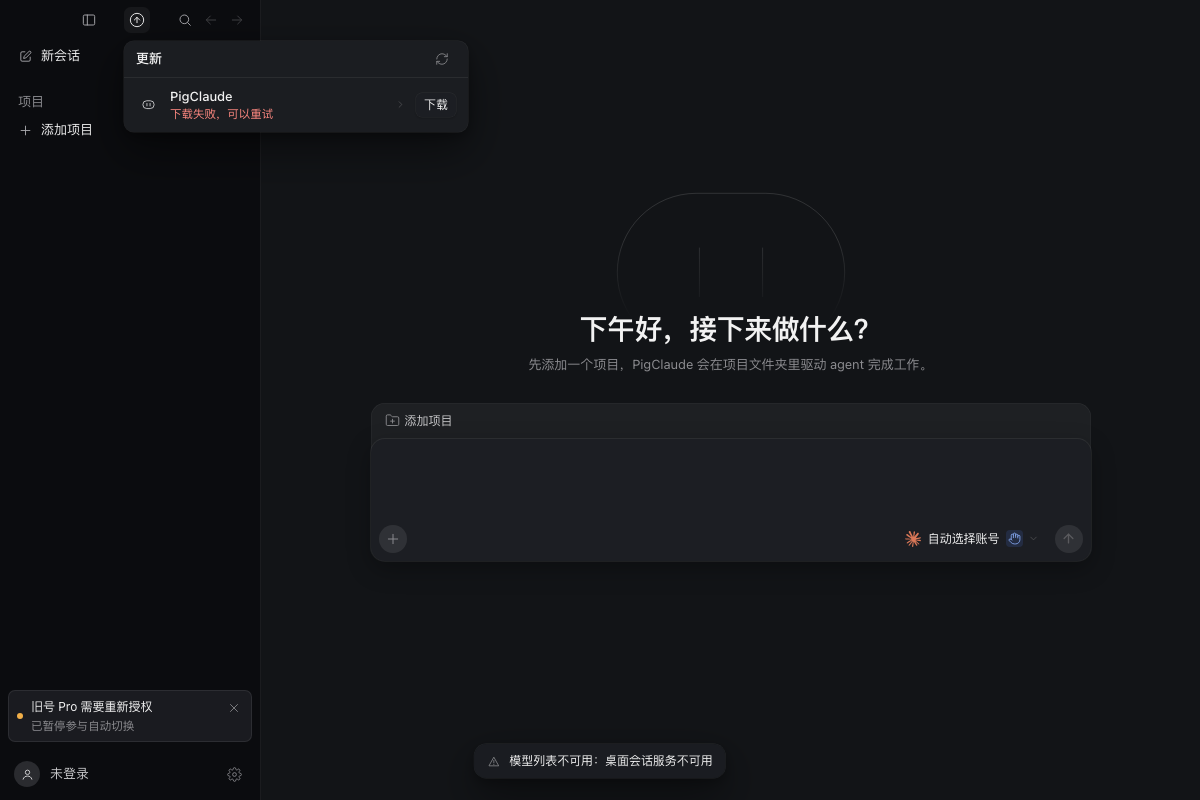 新会话
项目
添加项目
更新
PigClaude
下载失败，可以重试
下载
下午好，接下来做什么？
先添加一个项目，PigClaude 会在项目文件夹里驱动 agent 完成工作。
添加项目
自动选择账号
旧号 Pro 需要重新授权
已暂停参与自动切换
未登录
模型列表不可用：桌面会话服务不可用